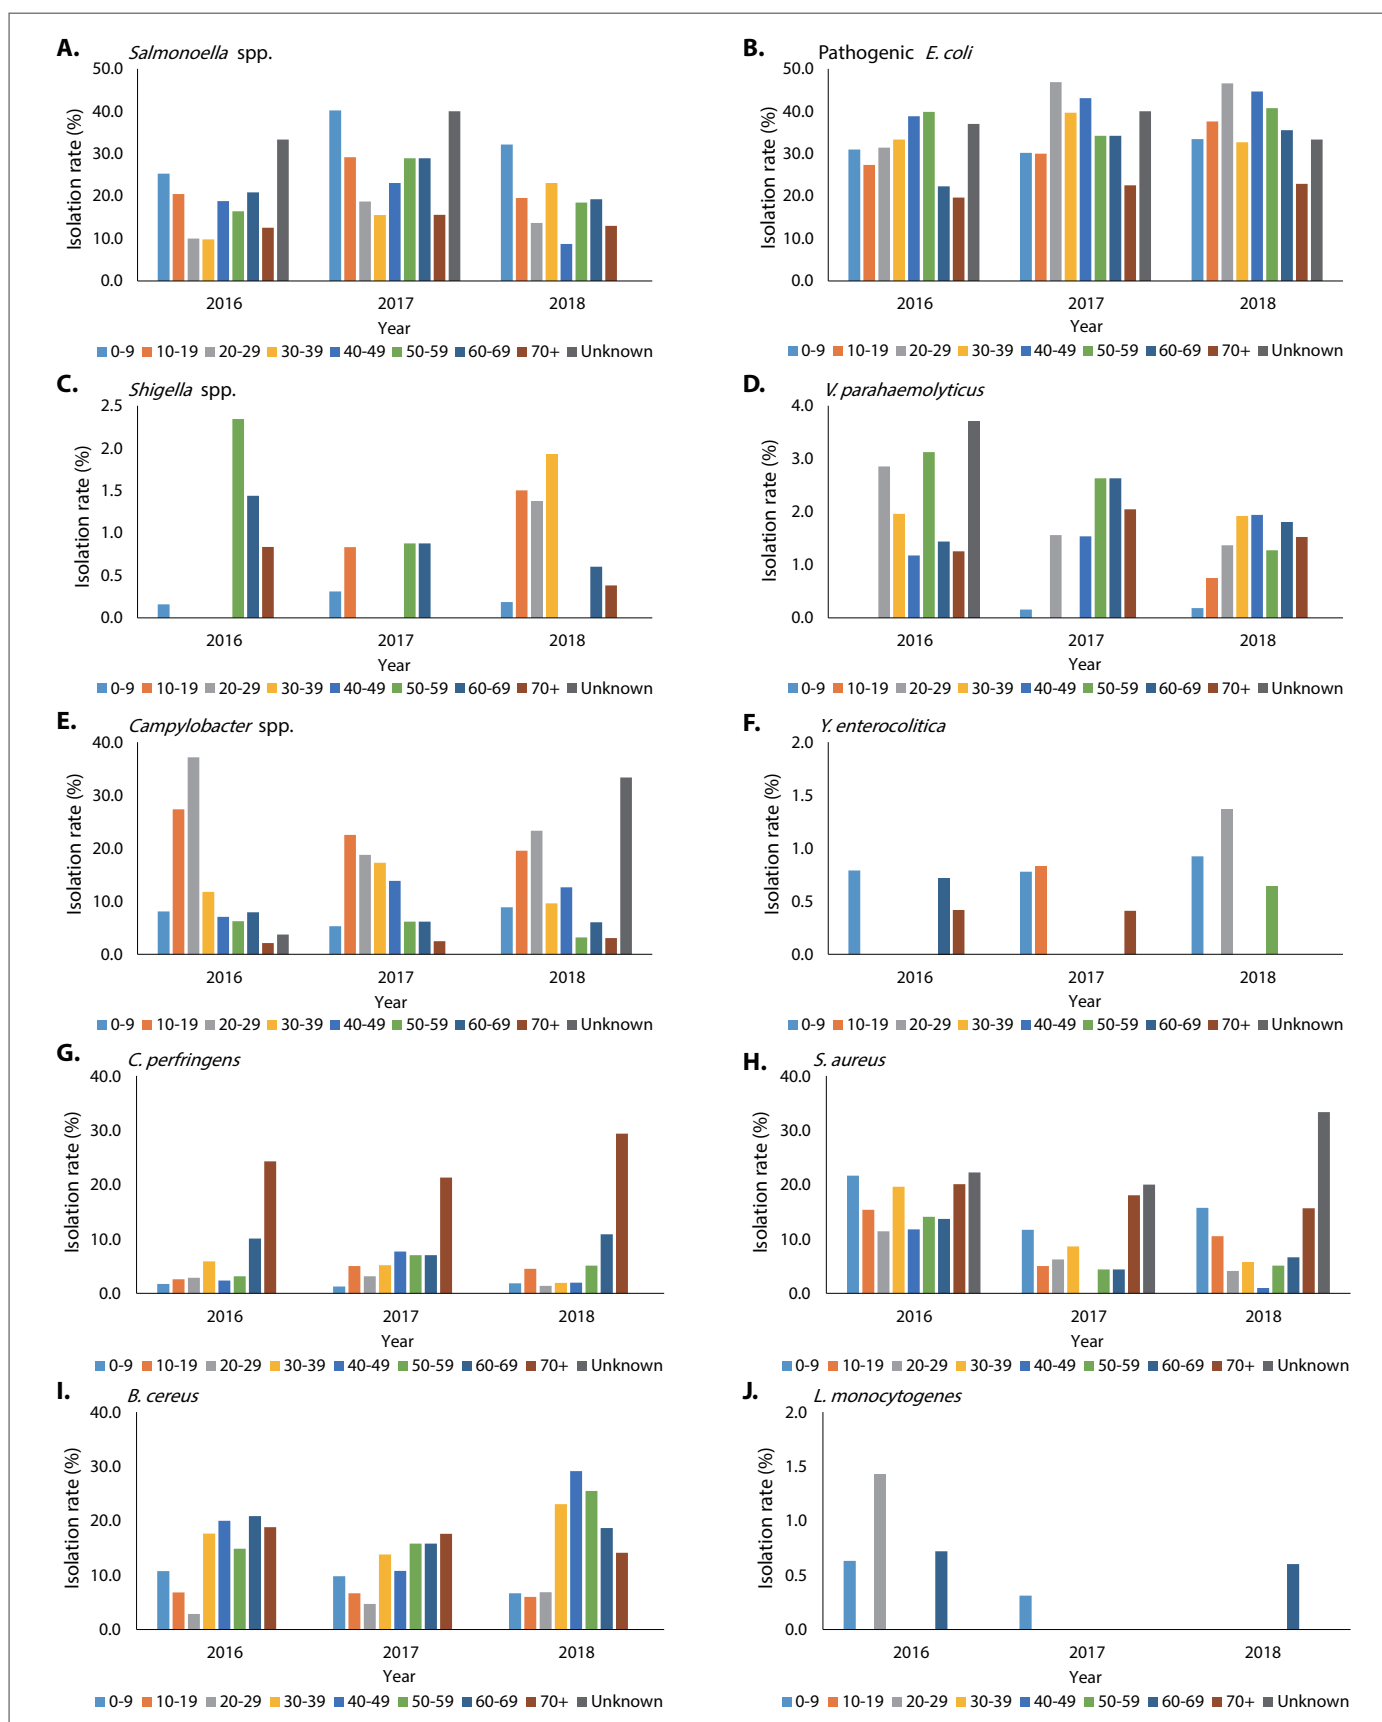 A. Salmonoella spp.
50.0
40.0
30.0
20.0
10.0
0.0
Isolation rate (%)
2016 2017 2018
Year
0-9 10-19 20-29 30-39 40-49 50-59 60-69 70+ Unknown
B. Pathogenic E. coli
50.0
40.0
30.0
20.0
10.0
0.0
Isolation rate (%)
2016 2017 2018
Year
0-9 10-19 20-29 30-39 40-49 50-59 60-69 70+ Unknown
C. Shigella spp.
2.5
2.0
1.5
1.0
0.5
0.0
Isolation rate (%)
2016 2017 2018
Year
0-9 10-19 20-29 30-39 40-49 50-59 60-69 70+ Unknown
D. V. parahaemolyticus
4.0
3.0
2.0
1.0
0.0
Isolation rate (%)
2016 2017 2018
Year
0-9 10-19 20-29 30-39 40-49 50-59 60-69 70+ Unknown
E. Campylobacter spp.
40.0
30.0
20.0
10.0
0.0
Isolation rate (%)
2016 2017 2018
Year
0-9 10-19 20-29 30-39 40-49 50-59 60-69 70+ Unknown
F. Y. enterocolitica
2.0
1.5
1.0
0.5
0.0
Isolation rate (%)
2016 2017 2018
Year
0-9 10-19 20-29 30-39 40-49 50-59 60-69 70+ Unknown
G. C. perfringens
40.0
30.0
20.0
10.0
0.0
Isolation rate (%)
2016 2017 2018
Year
0-9 10-19 20-29 30-39 40-49 50-59 60-69 70+ Unknown
H. S. aureus
40.0
30.0
20.0
10.0
0.0
Isolation rate (%)
2016 2017 2018
Year
0-9 10-19 20-29 30-39 40-49 50-59 60-69 70+ Unknown
I. B. cereus
40.0
30.0
20.0
10.0
0.0
Isolation rate (%)
2016 2017 2018
Year
0-9 10-19 20-29 30-39 40-49 50-59 60-69 70+ Unknown
J. L. monocytogenes
2.0
1.5
1.0
0.5
0.0
Isolation rate (%)
2016 2017 2018
Year
0-9 10-19 20-29 30-39 40-49 50-59 60-69 70+ Unknown